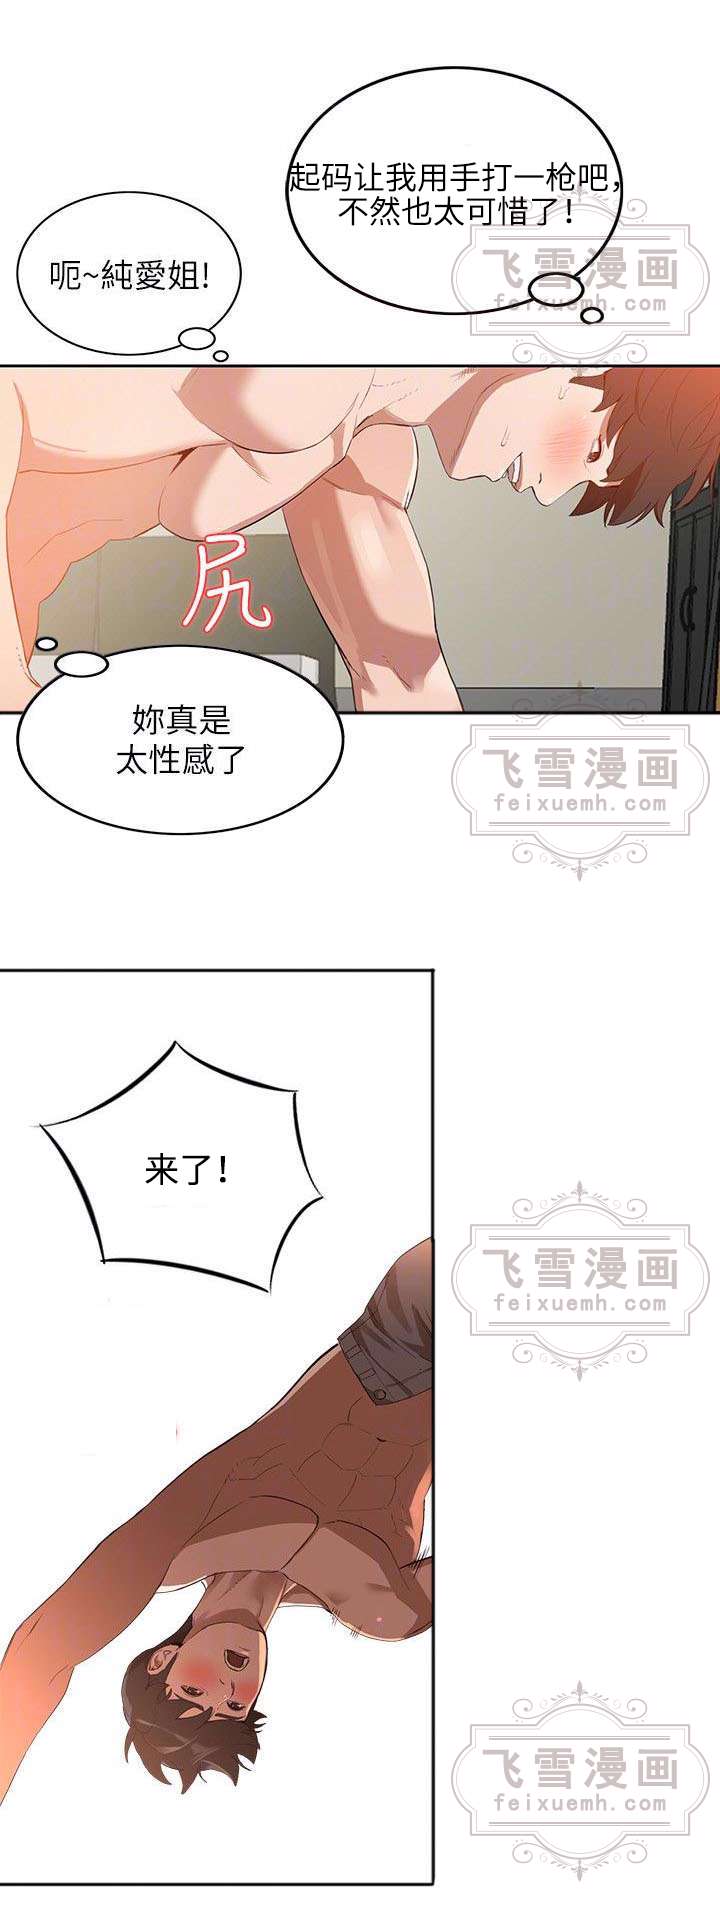 起码让我用手打一枪吧，
不然也太可惜了！
呃~純愛姐!
尻
妳真是
太性感了
飞雪漫画
feixuemh.com
飞雪漫画
feixuemh.com
来了！
飞雪漫画
feixuemh.com
飞雪漫画
feixuemh.com